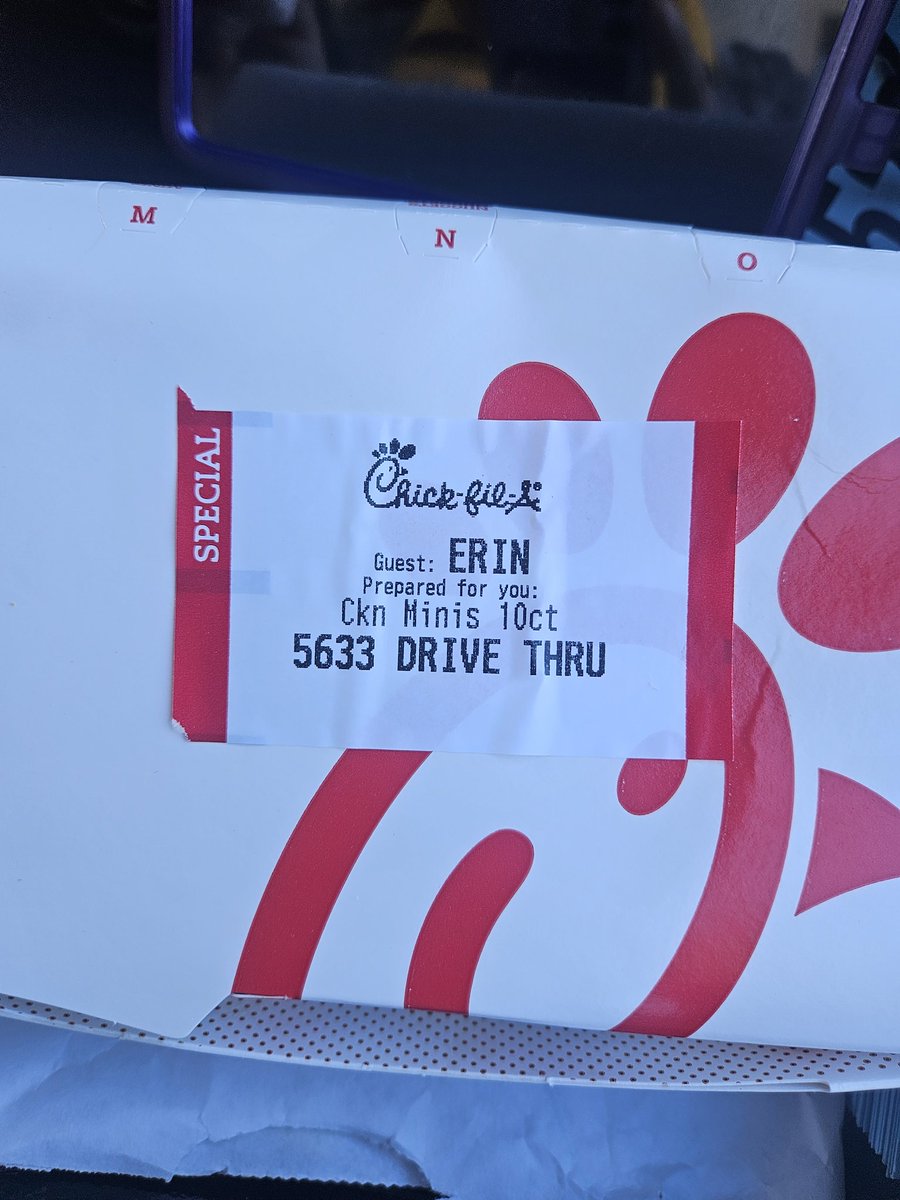 M
N
O
SPECIAL
Chick-fil-A
Guest: ERIN
Prepared for you:
Ckn Minis 10ct
5633 DRIVE THRU